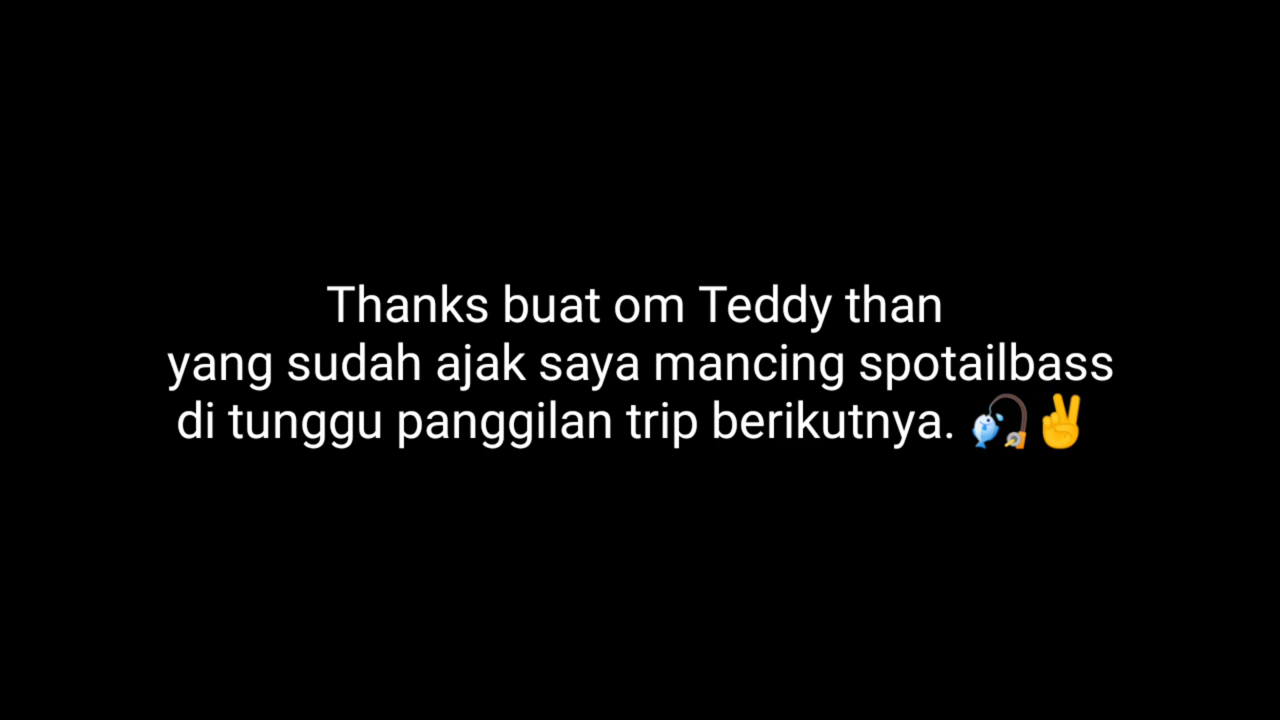 Thanks buat om Teddy than
yang sudah ajak saya mancing spotailbass
di tunggu panggilan trip berikutnya. 🎣✌